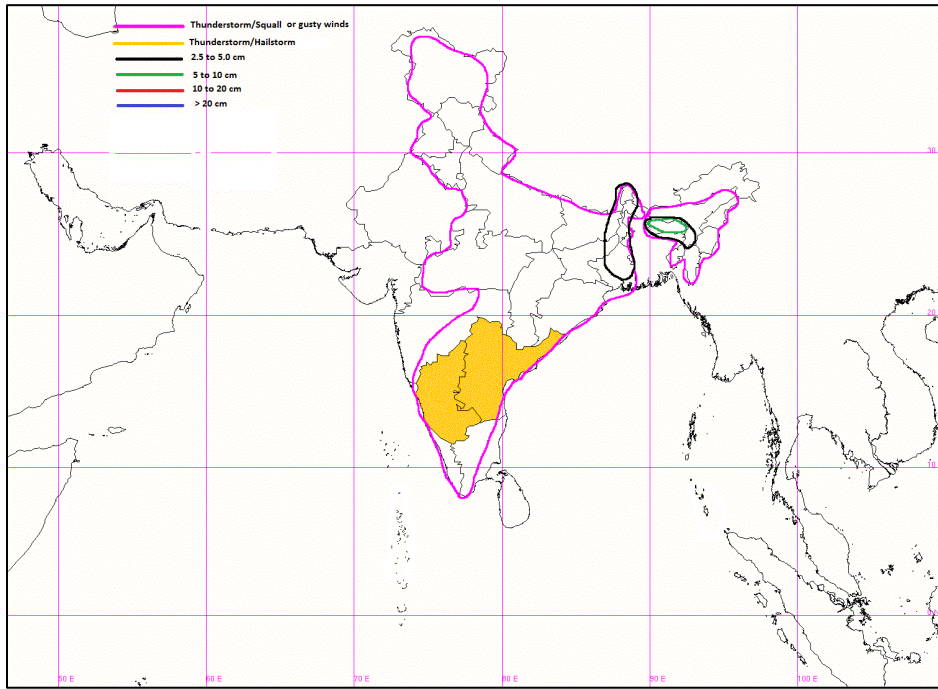 Thunderstorm/Squall or gusty winds
Thunderstorm/Hailstorm
2.5 to 5.0 cm
5 to 10 cm
10 to 20 cm
> 20 cm
30
20
10
50 E
60 E
70 E
80 E
90 E
100 E